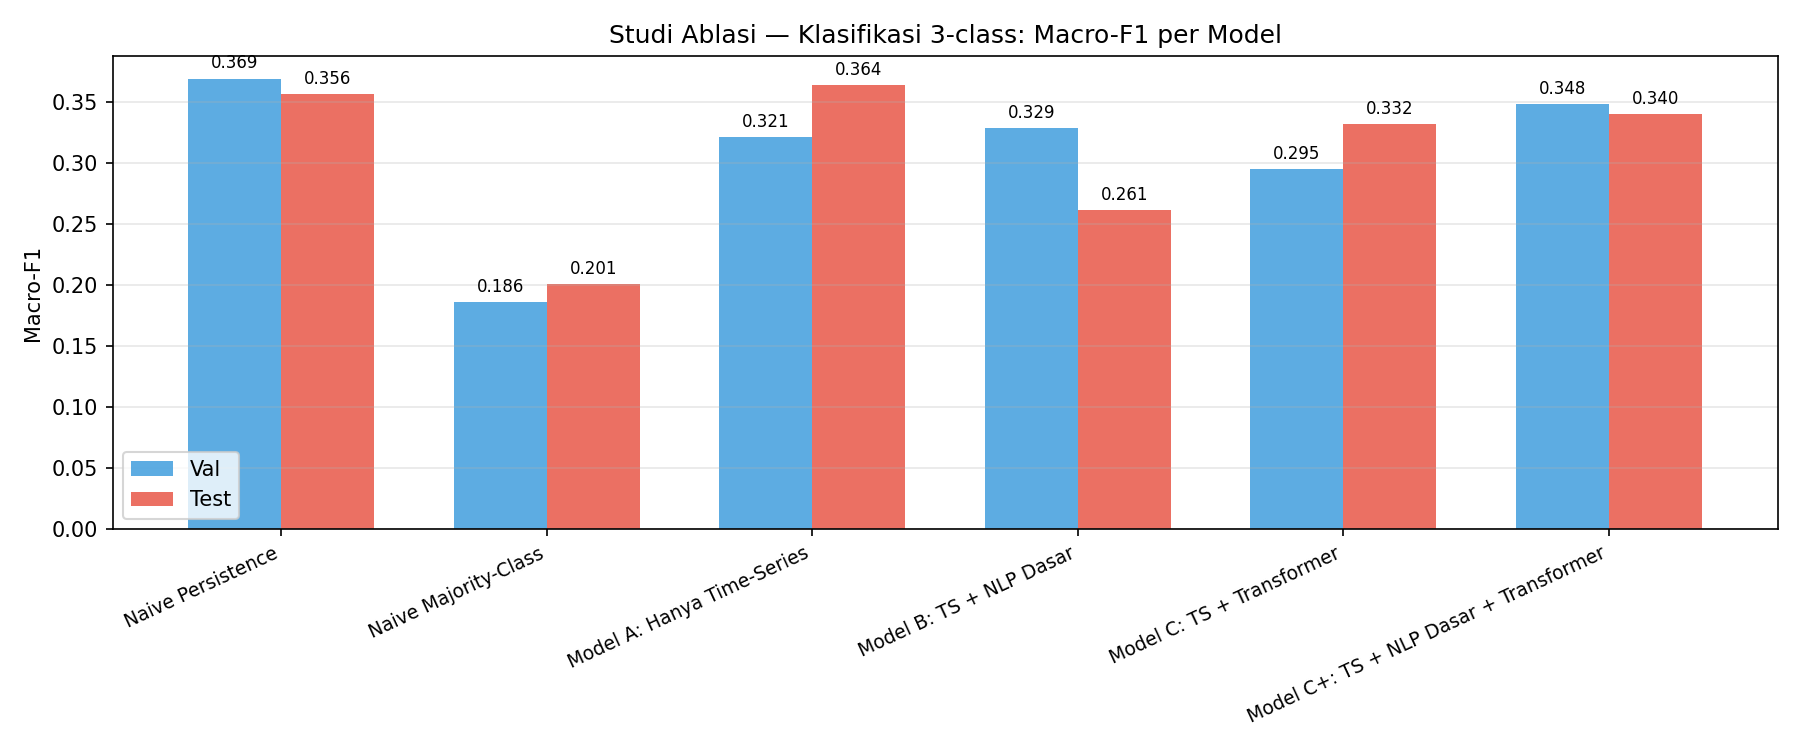 Studi Ablasi — Klasifikasi 3-class: Macro-F1 per Model
Macro-F1
0.35
0.30
0.25
0.20
0.15
0.10
0.05
0.00
0.369
0.356
0.186
0.201
0.321
0.364
0.329
0.261
0.295
0.332
0.348
0.340
Val
Test
Naive Persistence
Naive Majority-Class
Model A: Hanya Time-Series
Model B: TS + NLP Dasar
Model C: TS + Transformer
Model C+: TS + NLP Dasar + Transformer